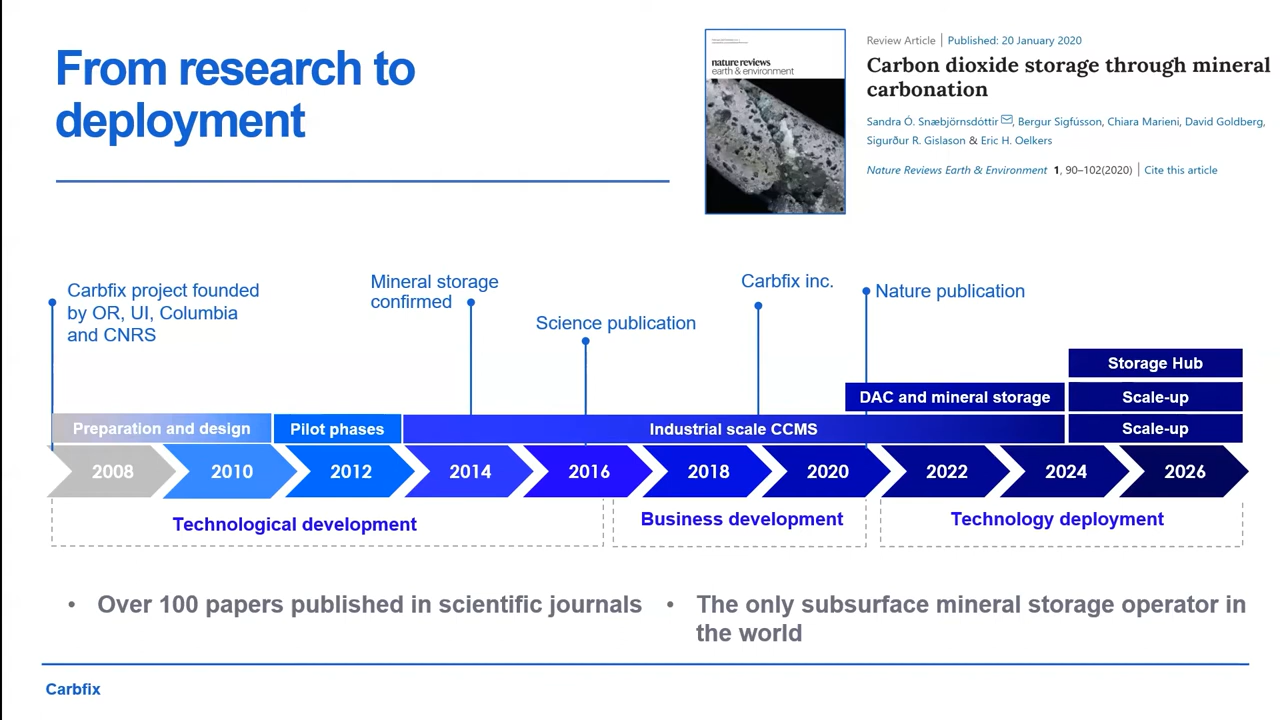 From research to
deployment
nature reviews
earth & environment
Review Article | Published: 20 January 2020
Carbon dioxide storage through mineral
carbonation
Sandra Ó. Snæbjörnsdóttir, Bergur Sigfússon, Chiara Marieni, David Goldberg,
Sigurður R. Gislason & Eric H. Oelkers
Nature Reviews Earth & Environment 1, 90–102(2020) | Cite this article
Carbfix project founded
by OR, UI, Columbia
and CNRS
Mineral storage
confirmed
Science publication
Carbfix inc.
Nature publication
Storage Hub
DAC and mineral storage
Scale-up
Preparation and design
Pilot phases
Industrial scale CCMS
Scale-up
2008
2010
2012
2014
2016
2018
2020
2022
2024
2026
Technological development
Business development
Technology deployment
• Over 100 papers published in scientific journals
• The only subsurface mineral storage operator in
the world
Carbfix